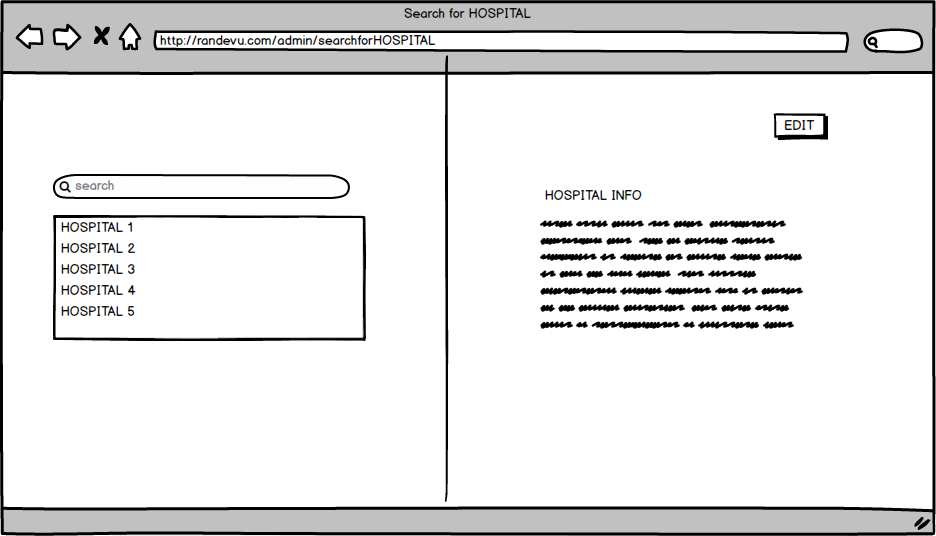 Search for HOSPITAL
http://randevu.com/admin/searchforHOSPITAL
search
HOSPITAL 1
HOSPITAL 2
HOSPITAL 3
HOSPITAL 4
HOSPITAL 5
EDIT
HOSPITAL INFO